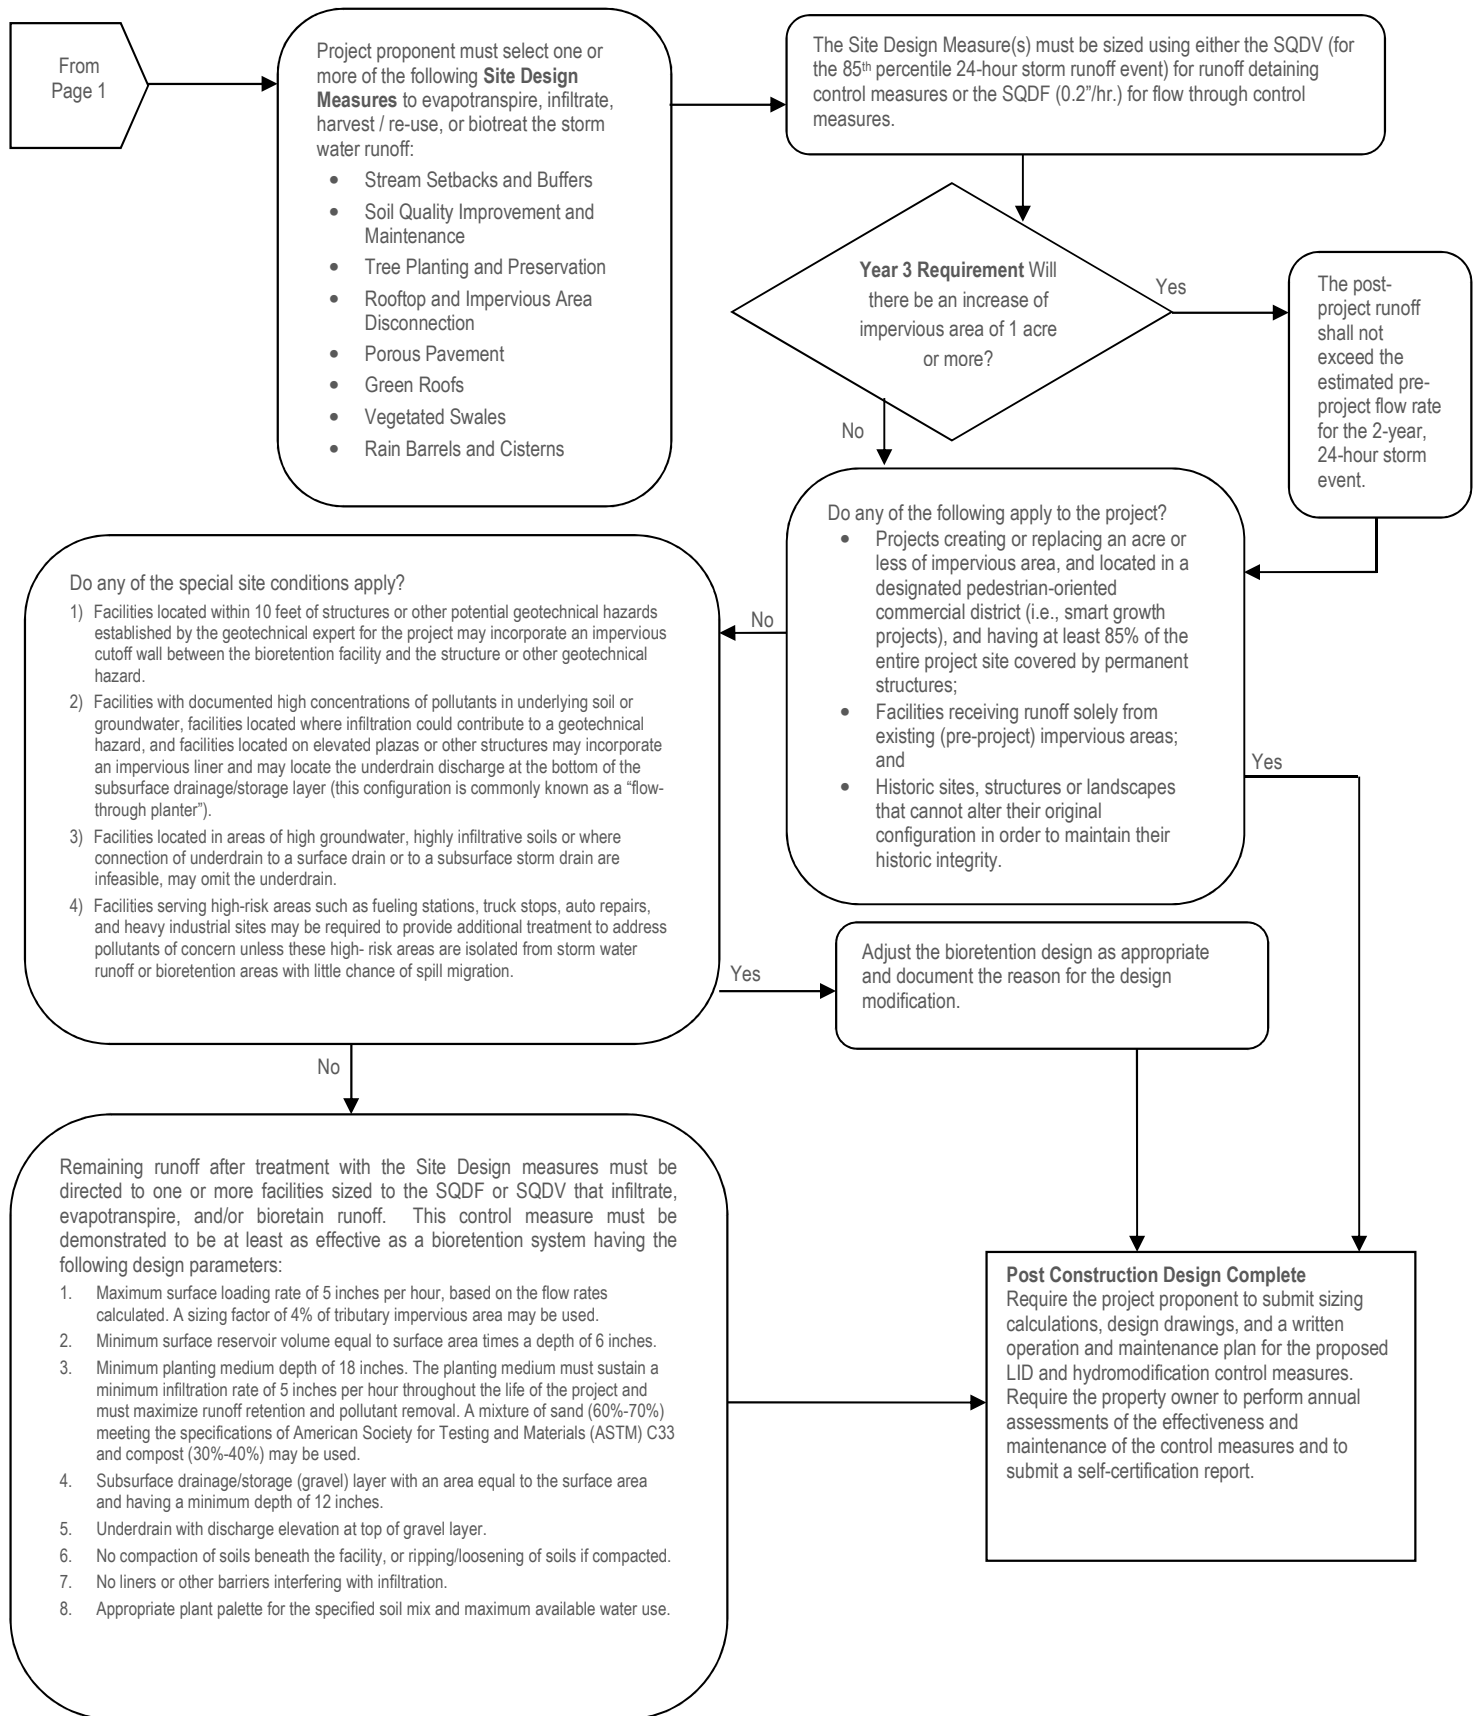 From
Page 1
Project proponent must select one or
more of the following Site Design
Measures to evapotranspire, infiltrate,
harvest / re-use, or biotreat the storm
water runoff:
• Stream Setbacks and Buffers
• Soil Quality Improvement and
Maintenance
• Tree Planting and Preservation
• Rooftop and Impervious Area
Disconnection
• Porous Pavement
• Green Roofs
• Vegetated Swales
• Rain Barrels and Cisterns
The Site Design Measure(s) must be sized using either the SQDV (for
the 85th percentile 24-hour storm runoff event) for runoff detaining
control measures or the SQDF (0.2”/hr.) for flow through control
measures.
Year 3 Requirement Will
there be an increase of
impervious area of 1 acre
or more?
Yes
The post-
project runoff
shall not
exceed the
estimated pre-
project flow rate
for the 2-year,
24-hour storm
event.
No
Do any of the following apply to the project?
• Projects creating or replacing an acre or
less of impervious area, and located in a
designated pedestrian-oriented
commercial district (i.e., smart growth
projects), and having at least 85% of the
entire project site covered by permanent
structures;
• Facilities receiving runoff solely from
existing (pre-project) impervious areas;
and
• Historic sites, structures or landscapes
that cannot alter their original
configuration in order to maintain their
historic integrity.
No
Yes
Do any of the special site conditions apply?
1) Facilities located within 10 feet of structures or other potential geotechnical hazards
established by the geotechnical expert for the project may incorporate an impervious
cutoff wall between the bioretention facility and the structure or other geotechnical
hazard.
2) Facilities with documented high concentrations of pollutants in underlying soil or
groundwater, facilities located where infiltration could contribute to a geotechnical
hazard, and facilities located on elevated plazas or other structures may incorporate
an impervious liner and may locate the underdrain discharge at the bottom of the
subsurface drainage/storage layer (this configuration is commonly known as a “flow-
through planter”).
3) Facilities located in areas of high groundwater, highly infiltrative soils or where
connection of underdrain to a surface drain or to a subsurface storm drain are
infeasible, may omit the underdrain.
4) Facilities serving high-risk areas such as fueling stations, truck stops, auto repairs,
and heavy industrial sites may be required to provide additional treatment to address
pollutants of concern unless these high- risk areas are isolated from storm water
runoff or bioretention areas with little chance of spill migration.
Yes
Adjust the bioretention design as appropriate
and document the reason for the design
modification.
No
Remaining runoff after treatment with the Site Design measures must be
directed to one or more facilities sized to the SQDF or SQDV that infiltrate,
evapotranspire, and/or bioretain runoff. This control measure must be
demonstrated to be at least as effective as a bioretention system having the
following design parameters:
1. Maximum surface loading rate of 5 inches per hour, based on the flow rates
calculated. A sizing factor of 4% of tributary impervious area may be used.
2. Minimum surface reservoir volume equal to surface area times a depth of 6 inches.
3. Minimum planting medium depth of 18 inches. The planting medium must sustain a
minimum infiltration rate of 5 inches per hour throughout the life of the project and
must maximize runoff retention and pollutant removal. A mixture of sand (60%-70%)
meeting the specifications of American Society for Testing and Materials (ASTM) C33
and compost (30%-40%) may be used.
4. Subsurface drainage/storage (gravel) layer with an area equal to the surface area
and having a minimum depth of 12 inches.
5. Underdrain with discharge elevation at top of gravel layer.
6. No compaction of soils beneath the facility, or ripping/loosening of soils if compacted.
7. No liners or other barriers interfering with infiltration.
8. Appropriate plant palette for the specified soil mix and maximum available water use.
Post Construction Design Complete
Require the project proponent to submit sizing
calculations, design drawings, and a written
operation and maintenance plan for the proposed
LID and hydromodification control measures.
Require the property owner to perform annual
assessments of the effectiveness and
maintenance of the control measures and to
submit a self-certification report.